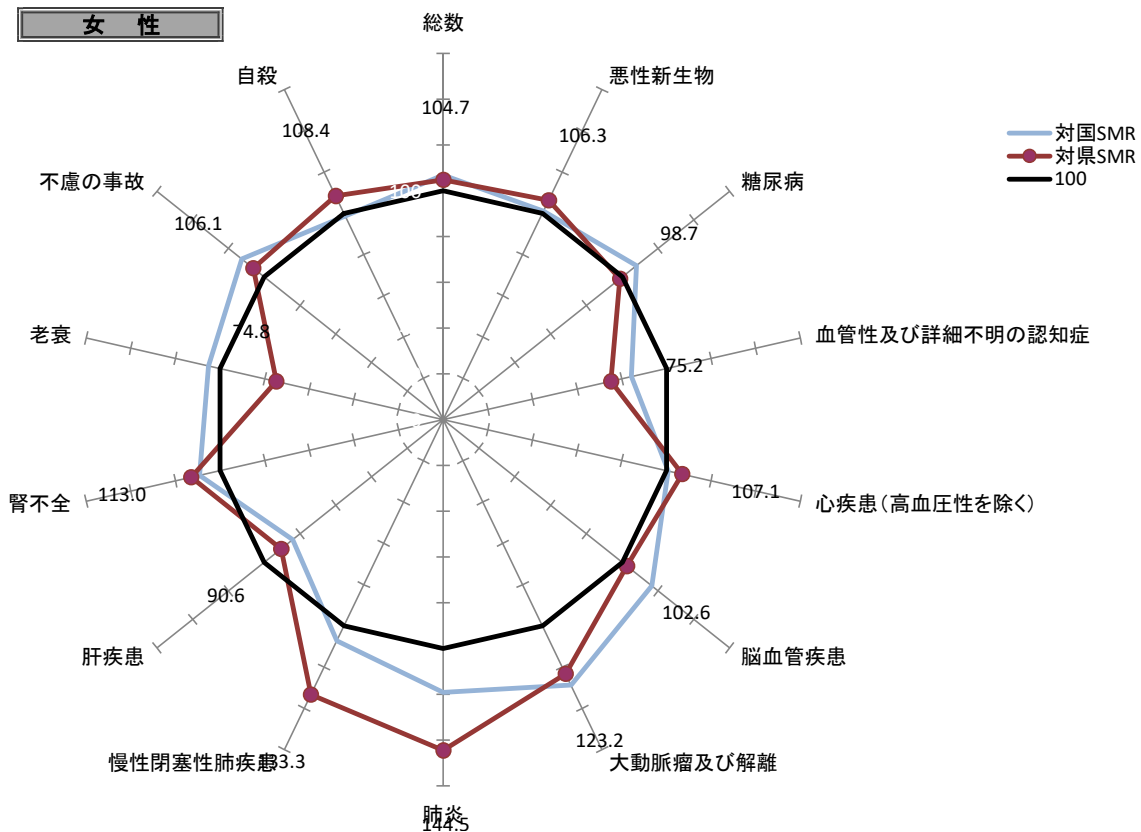 女 性
総数
104.7
悪性新生物
106.3
糖尿病
98.7
血管性及び詳細不明の認知症
75.2
心疾患(高血圧性を除く)
107.1
脳血管疾患
102.6
大動脈瘤及び解離
123.2
肺炎
144.5
慢性閉塞性肺疾患
133.3
肝疾患
90.6
腎不全
113.0
老衰
74.8
不慮の事故
106.1
自殺
108.4
100
対国SMR
対県SMR
100